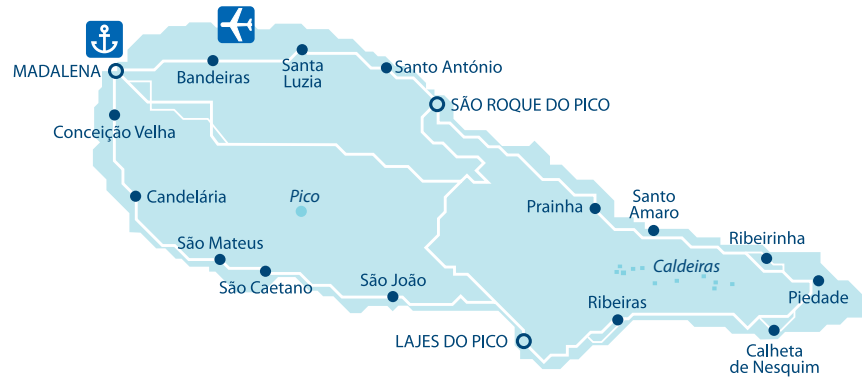 MADALENA
Bandeiras
Santa
Luzia
Santo António
SÃO ROQUE DO PICO
Conceição Velha
Candelária
Pico
Prainha
Santo
Amaro
São Mateus
Ribeirinha
São Caetano
São João
Caldeiras
Ribeiras
Piedade
LAJES DO PICO
Calheta
de Nesquim